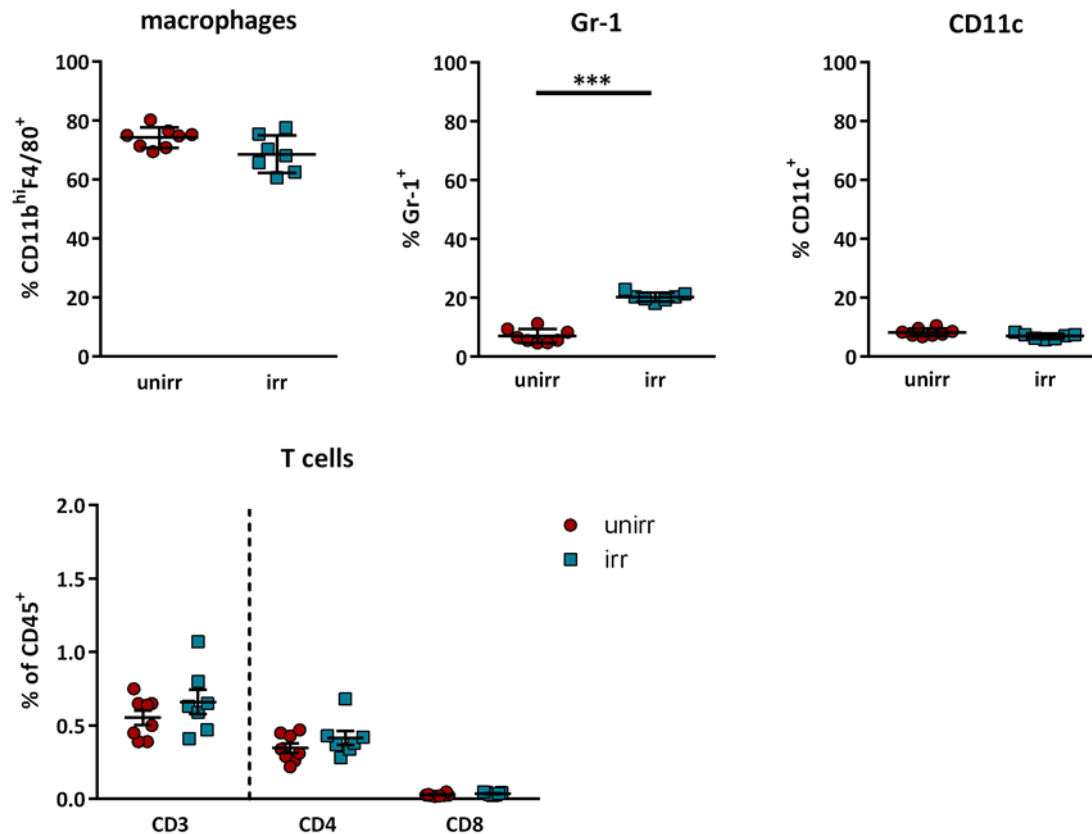 macrophages
% CD11b^hiF4/80^+
100
80
60
40
20
0
unirr irr
Gr-1
***
% Gr-1^+
100
80
60
40
20
0
unirr irr
CD11c
% CD11c^+
100
80
60
40
20
0
unirr irr
T cells
% of CD45^+
2.0
1.5
1.0
0.5
0.0
CD3 CD4 CD8
unirr
irr